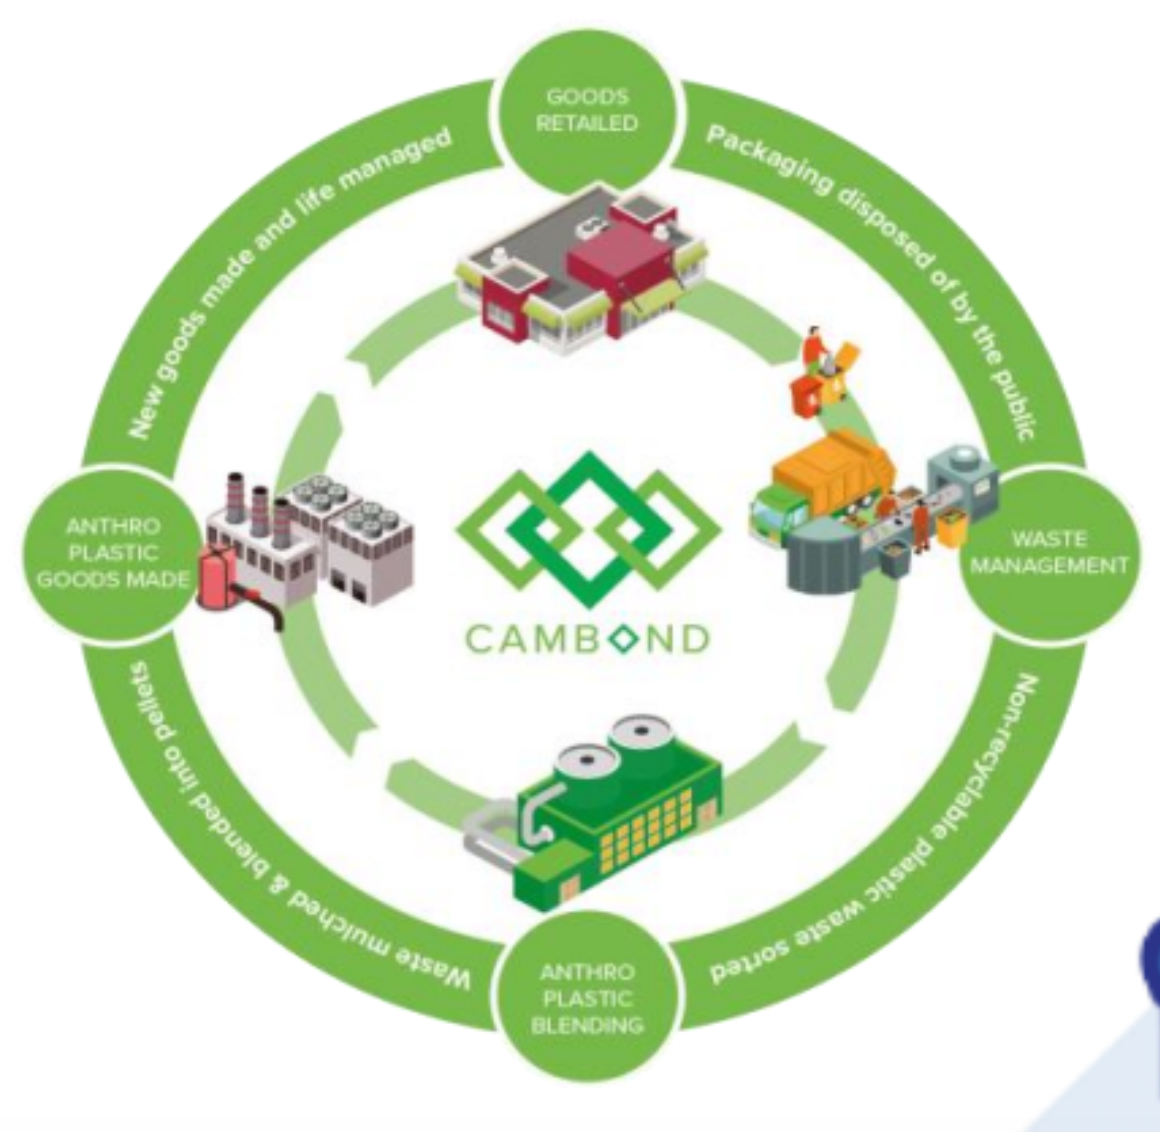 GOODS
RETAILED
Packaging disposed of by the public
WASTE
MANAGEMENT
Non-recyclable plastic waste sorted
ANTHRO
PLASTIC
BLENDING
Waste mulched & blended into pellets
ANTHRO
PLASTIC
GOODS MADE
New goods made and life managed
CAMBOND